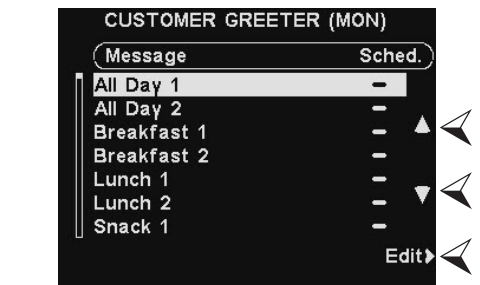 CUSTOMER GREETER (MON)
Message Sched.
All Day 1 –
All Day 2 –
Breakfast 1 –
Breakfast 2 –
Lunch 1 –
Lunch 2 –
Snack 1 –
Edit